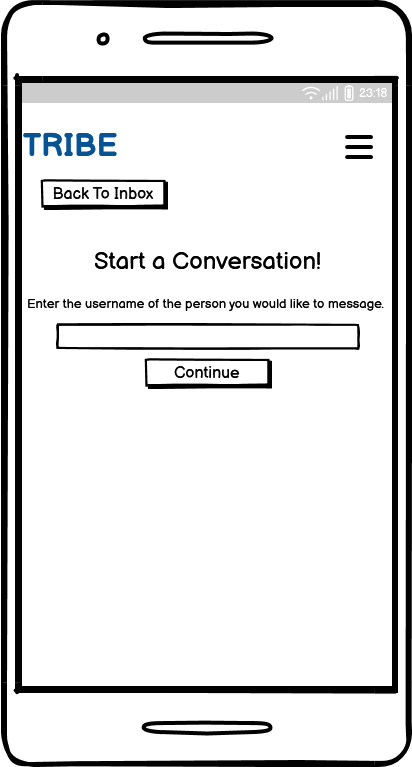 23:18
TRIBE
Back To Inbox
Start a Conversation!
Enter the username of the person you would like to message.
Continue